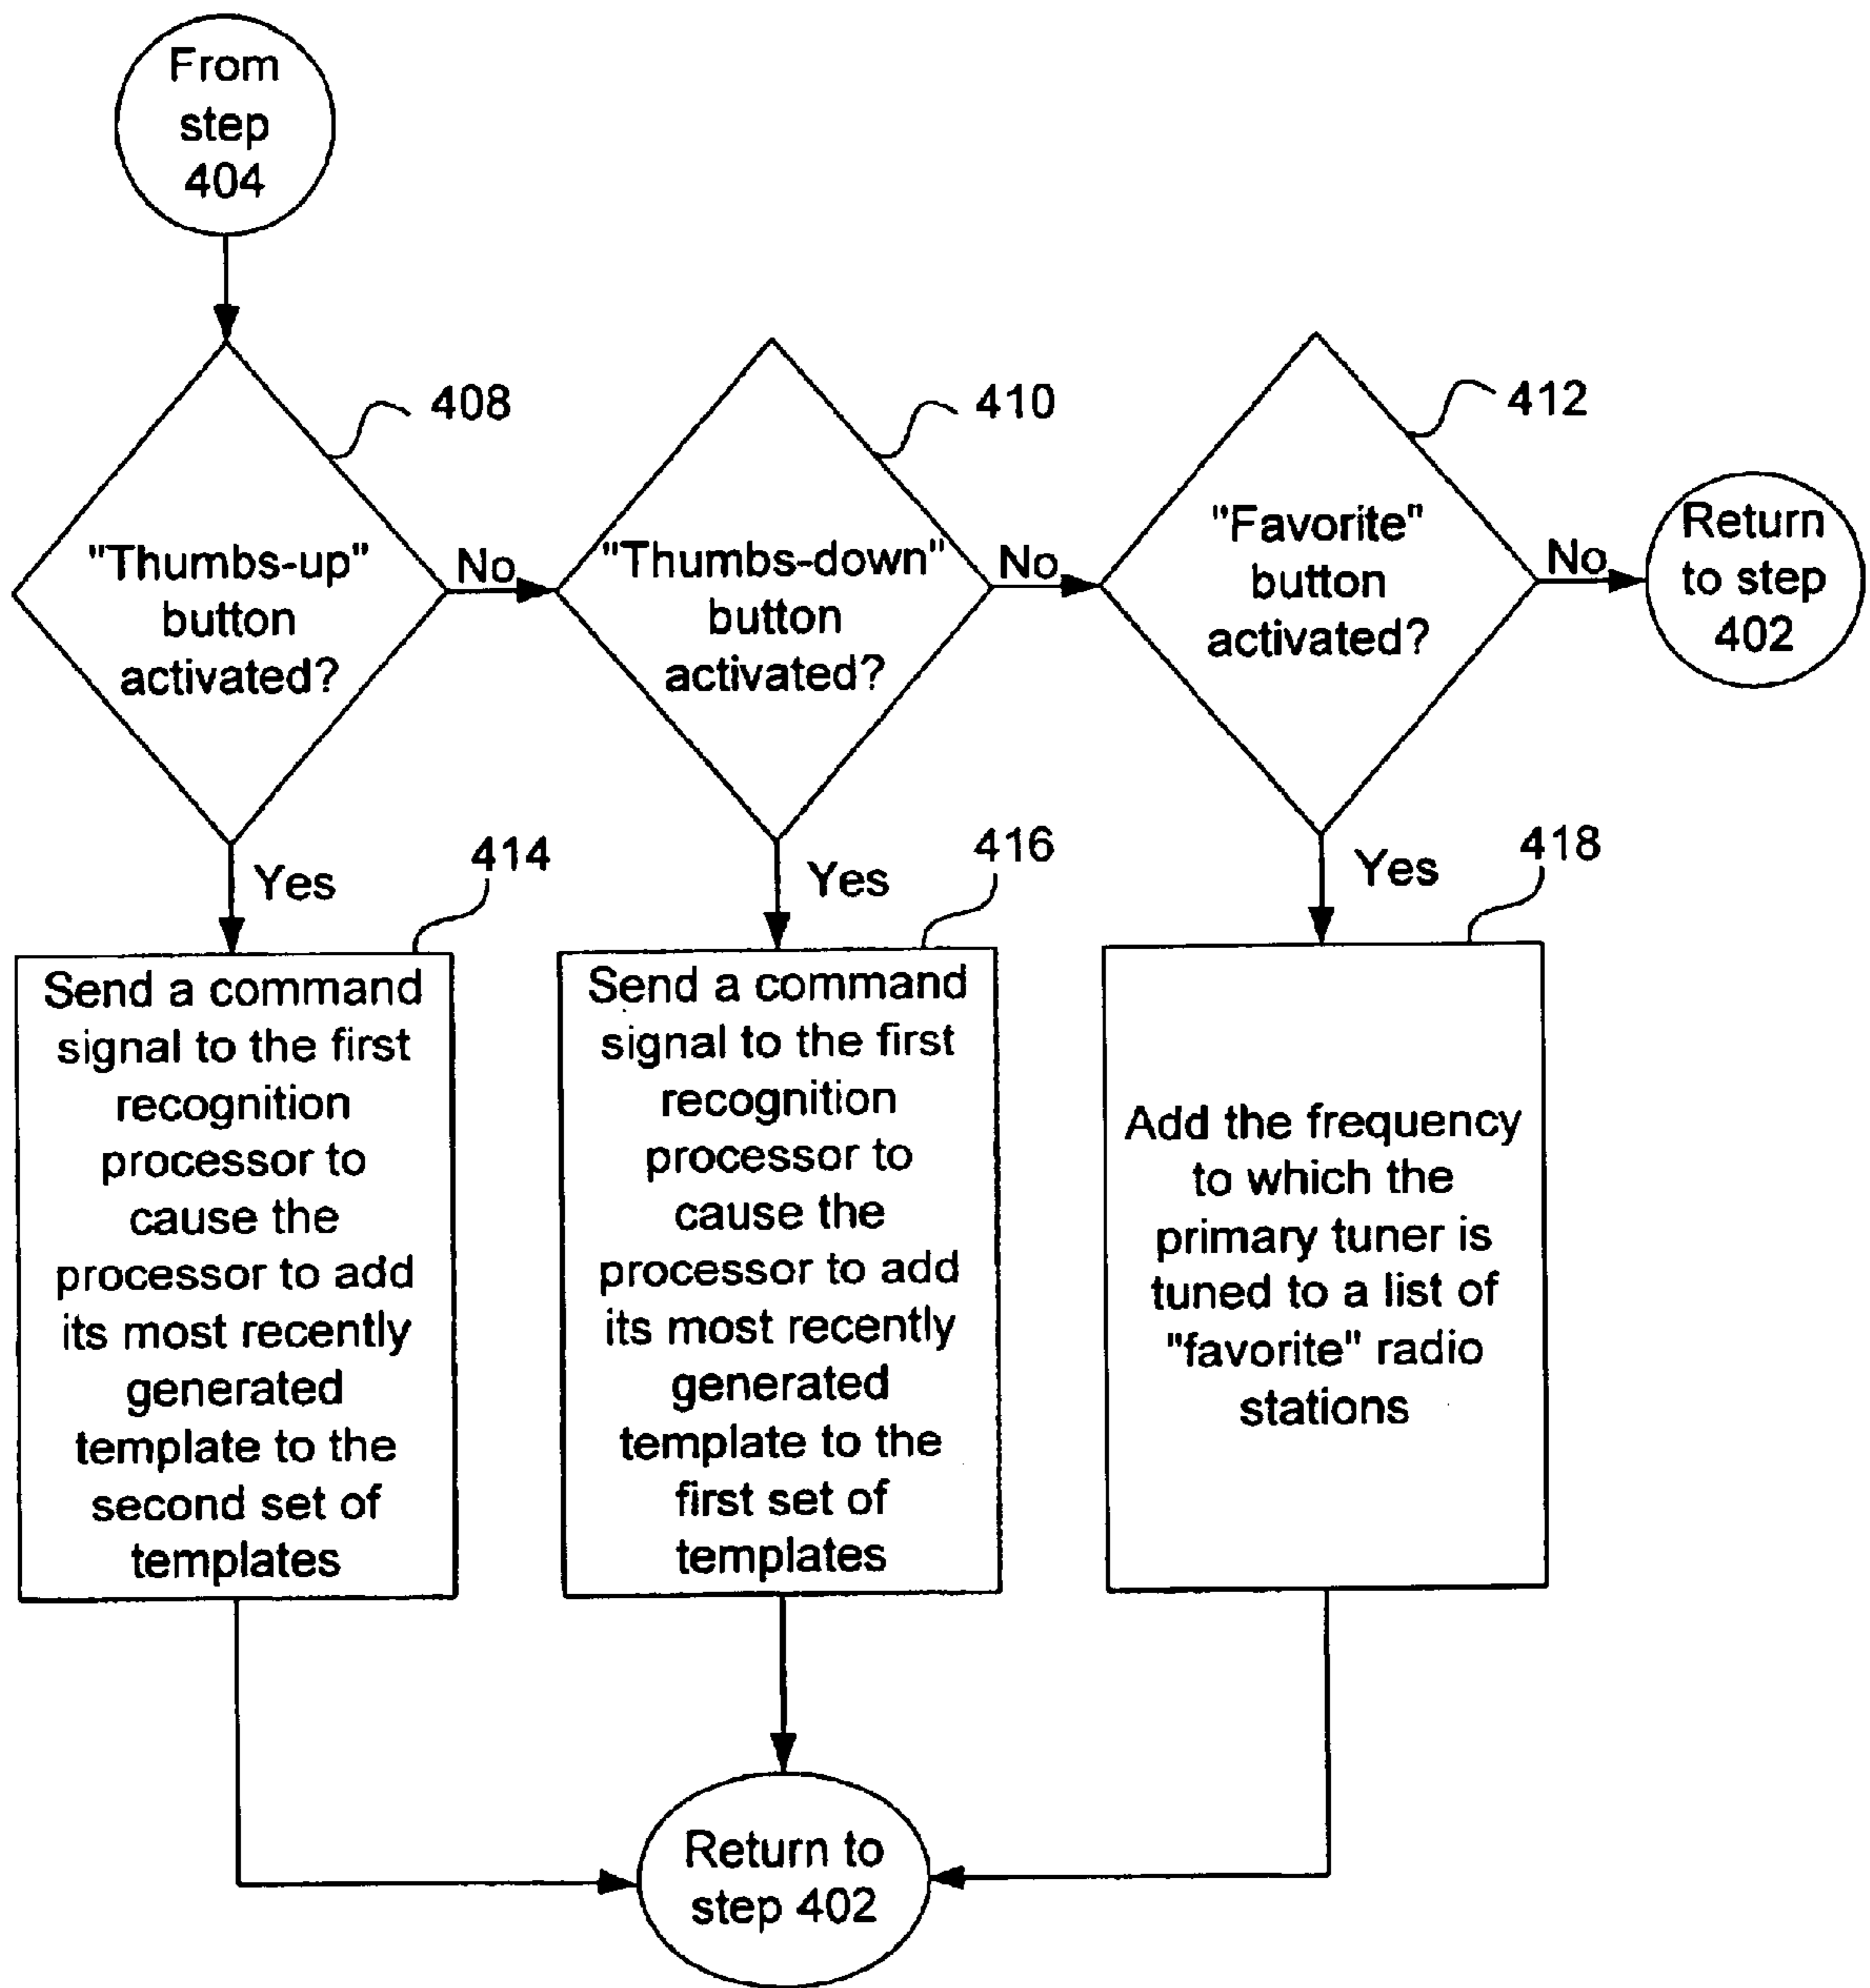 From
step
404
408
410
412
"Thumbs-up"
button
activated?
No
"Thumbs-down"
button
activated?
No
"Favorite"
button
activated?
No
Return
to step
402
Yes
414
Yes
416
Yes
418
Send a command
signal to the first
recognition
processor to
cause the
processor to add
its most recently
generated
template to the
second set of
templates
Send a command
signal to the first
recognition
processor to
cause the
processor to add
its most recently
generated
template to the
first set of
templates
Add the frequency
to which the
primary tuner is
tuned to a list of
"favorite" radio
stations
Return to
step 402